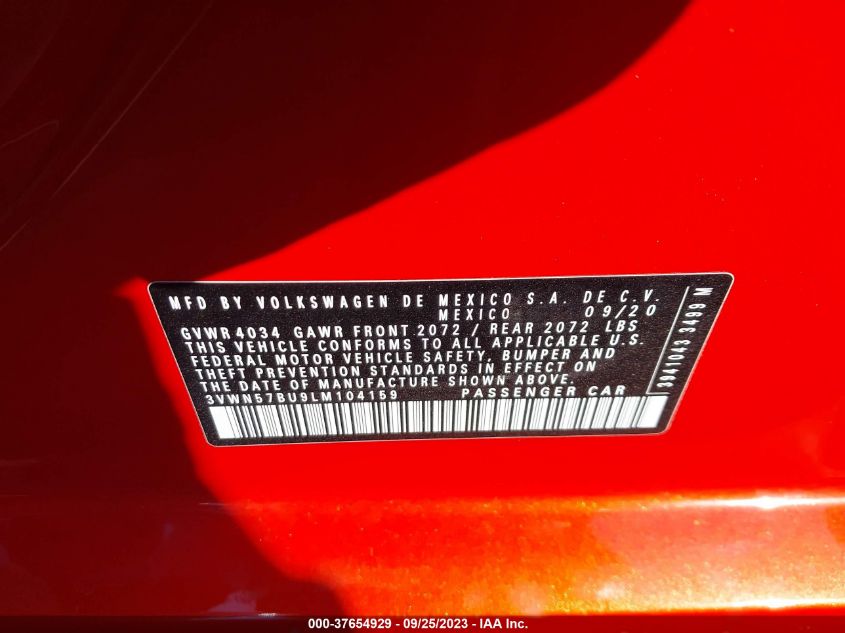 MFD BY VOLKSWAGEN DE MEXICO S.A. DE C.V.
MEXICO 09/20
GVWR 4034 GAWR FRONT 2072 / REAR 2072 LBS
THIS VEHICLE CONFORMS TO ALL APPLICABLE U.S.
FEDERAL MOTOR VEHICLE SAFETY, BUMPER AND
THEFT PREVENTION STANDARDS IN EFFECT ON
THE DATE OF MANUFACTURE SHOWN ABOVE.
3VWN57BU9LM104159 PASSENGER CAR
000-37654929 - 09/25/2023 - IAA Inc.